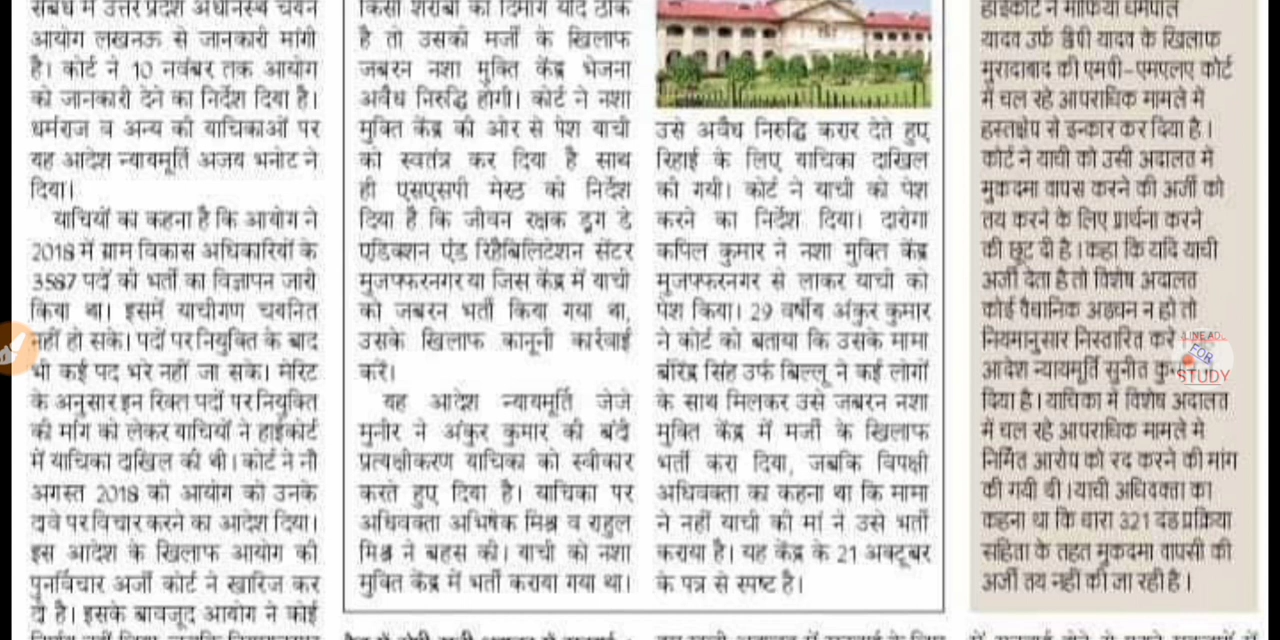 संबंध में उत्तर प्रदेश अधीनस्थ चयन
आयोग लखनऊ से जानकारी मांगी
है। कोर्ट ने 10 नवंबर तक आयोग
को जानकारी देने का निर्देश दिया है।
धर्मराज व अन्य की याचिकाओं पर
यह आदेश न्यायमूर्ति अजय भनोट ने
दिया।
याचियों का कहना है कि आयोग ने
2018 में ग्राम विकास अधिकारियों के
3587 पदों की भर्ती का विज्ञापन जारी
किया था। इसमें याचीगण चयनित
नहीं हो सके। पदों पर नियुक्ति के बाद
भी कई पद भरे नहीं जा सके। मेरिट
के अनुसार इन रिक्त पदों पर नियुक्ति
की मांग को लेकर याचियों ने हाईकोर्ट
में याचिका दाखिल की थी। कोर्ट ने नौ
अगस्त 2018 को आयोग को उनके
दावे पर विचार करने का आदेश दिया।
इस आदेश के खिलाफ आयोग की
पुनर्विचार अर्जी कोर्ट ने खारिज कर
दी है। इसके बावजूद आयोग ने कोई
किसी शराबी का दिमाग यदि ठीक
है तो उसकी मर्जी के खिलाफ
जबरन नशा मुक्ति केंद्र भेजना
अवैध निरुद्धि होगी। कोर्ट ने नशा
मुक्ति केंद्र की ओर से पेश याची
को स्वतंत्र कर दिया है साथ
ही एसएसपी मेरठ को निर्देश
दिया है कि जीवन रक्षक ड्रग डे
एडिक्शन एंड रिहैबिलिटेशन सेंटर
मुजफ्फरनगर या जिस केंद्र में याची
को जबरन भर्ती किया गया था,
उसके खिलाफ कानूनी कार्रवाई
करें।
यह आदेश न्यायमूर्ति जेजे
मुनीर ने अंकुर कुमार की बंदी
प्रत्यक्षीकरण याचिका को स्वीकार
करते हुए दिया है। याचिका पर
अधिवक्ता अभिषेक मिश्र व राहुल
मिश्र ने बहस की। याची को नशा
मुक्ति केंद्र में भर्ती कराया गया था।
उसे अवैध निरुद्धि करार देते हुए
रिहाई के लिए याचिका दाखिल
की गयी। कोर्ट ने याची को पेश
करने का निर्देश दिया। दारोगा
कपिल कुमार ने नशा मुक्ति केंद्र
मुजफ्फरनगर से लाकर याची को
पेश किया। 29 वर्षीय अंकुर कुमार
ने कोर्ट को बताया कि उसके मामा
बीरेंद्र सिंह उर्फ बिल्लू ने कई लोगों
के साथ मिलकर उसे जबरन नशा
मुक्ति केंद्र में मर्जी के खिलाफ
भर्ती करा दिया, जबकि विपक्षी
अधिवक्ता का कहना था कि मामा
ने नहीं याची की मां ने उसे भर्ती
कराया है। यह केंद्र के 21 अक्टूबर
के पत्र से स्पष्ट है।
हाईकोर्ट ने माफिया धर्मपाल
यादव उर्फ डिपी यादव के खिलाफ
मुरादाबाद की एमपी-एमएलए कोर्ट
में चल रहे आपराधिक मामले में
हस्तक्षेप से इन्कार कर दिया है।
कोर्ट ने याची को उसी अदालत में
मुकदमा वापस करने की अर्जी को
तय करने के लिए प्रार्थना करने
की छूट दी है। कहा कि यदि याची
अर्जी देता है तो विशेष अदालत
कोई वैधानिक अड़चन न हो तो
नियमानुसार निस्तारित करे
आदेश न्यायमूर्ति सुनीत
दिया है। याचिका में विशेष अदालत
में चल रहे आपराधिक मामले मे
निर्मित आरोप को रद करने की मांग
की गयी थी। याची अधिवक्ता का
कहना था कि धारा 321 दंड प्रक्रिया
संहिता के तहत मुकदमा वापसी की
अर्जी तय नहीं की जा रही है।
FOR
STUDY